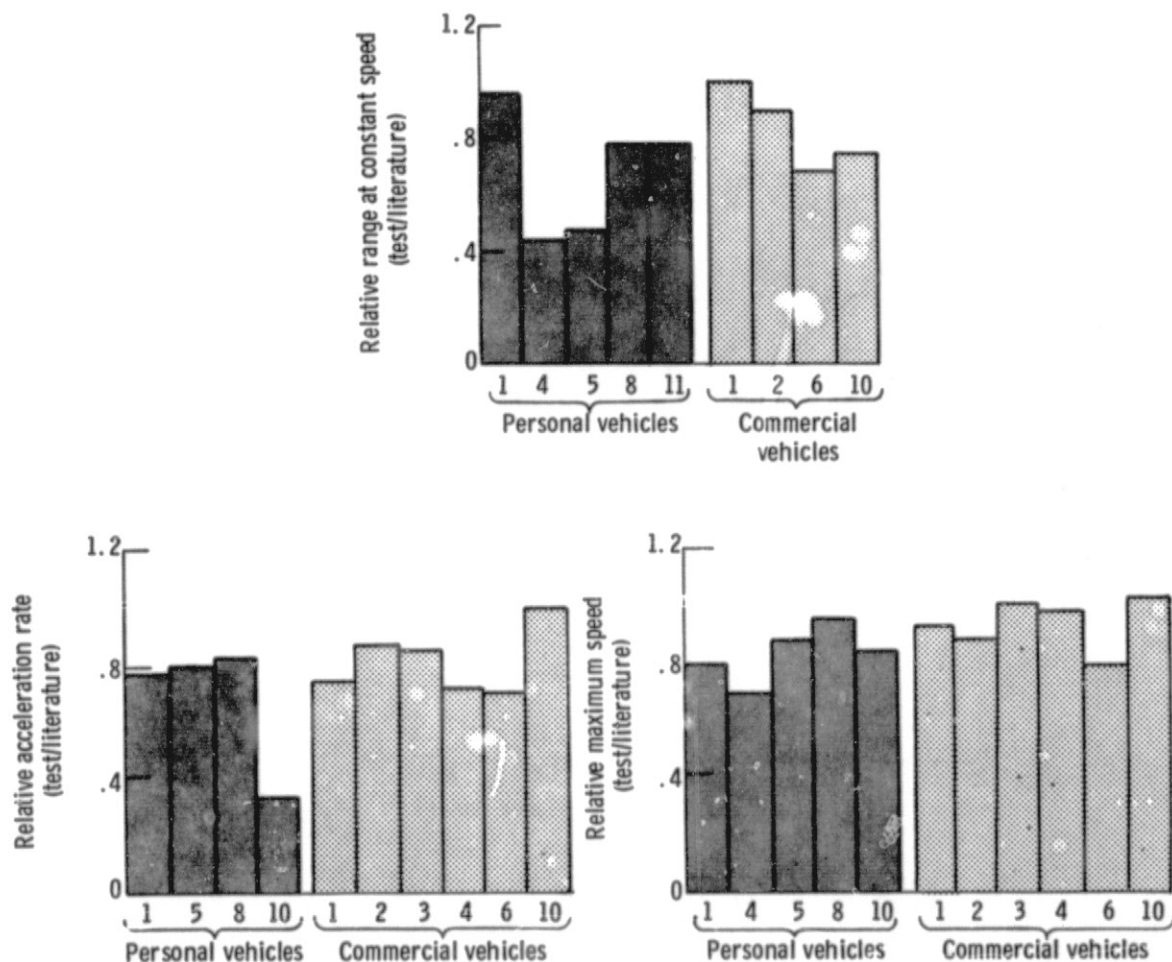 Relative range at constant speed
(test/literature)
1.2
.8
.4
0
1 4 5 8 11 1 2 6 10
Personal vehicles Commercial
vehicles
Relative acceleration rate
(test/literature)
1.2
.8
.4
0
1 5 8 10 1 2 3 4 6 10
Personal vehicles Commercial vehicles
Relative maximum speed
(test/literature)
1.2
.8
.4
0
1 4 5 8 10 1 2 3 4 6 10
Personal vehicles Commercial vehicles